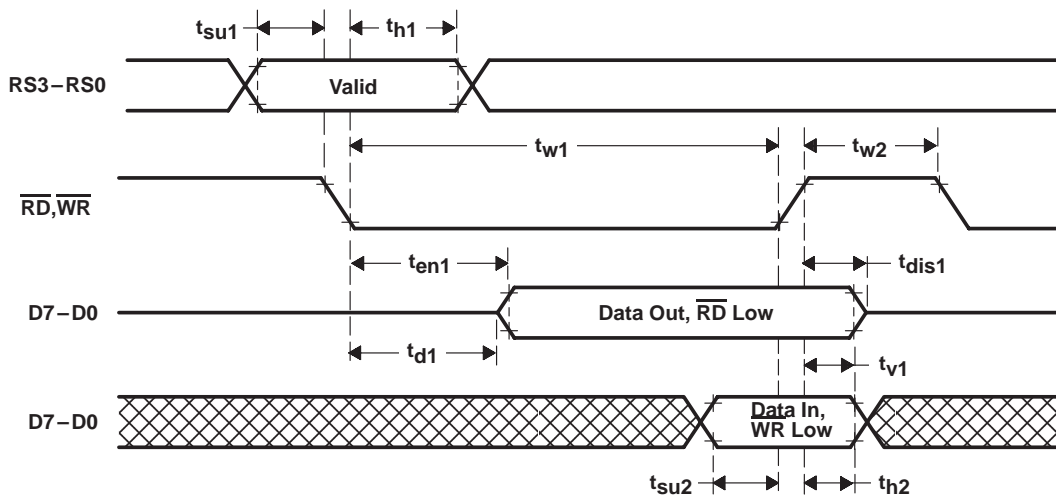 tsu1
th1
RS3–RS0
Valid
tw1
tw2
RD,WR
ten1
tdis1
D7–D0
Data Out, RD Low
td1
tv1
D7–D0
Data In,
WR Low
tsu2
th2